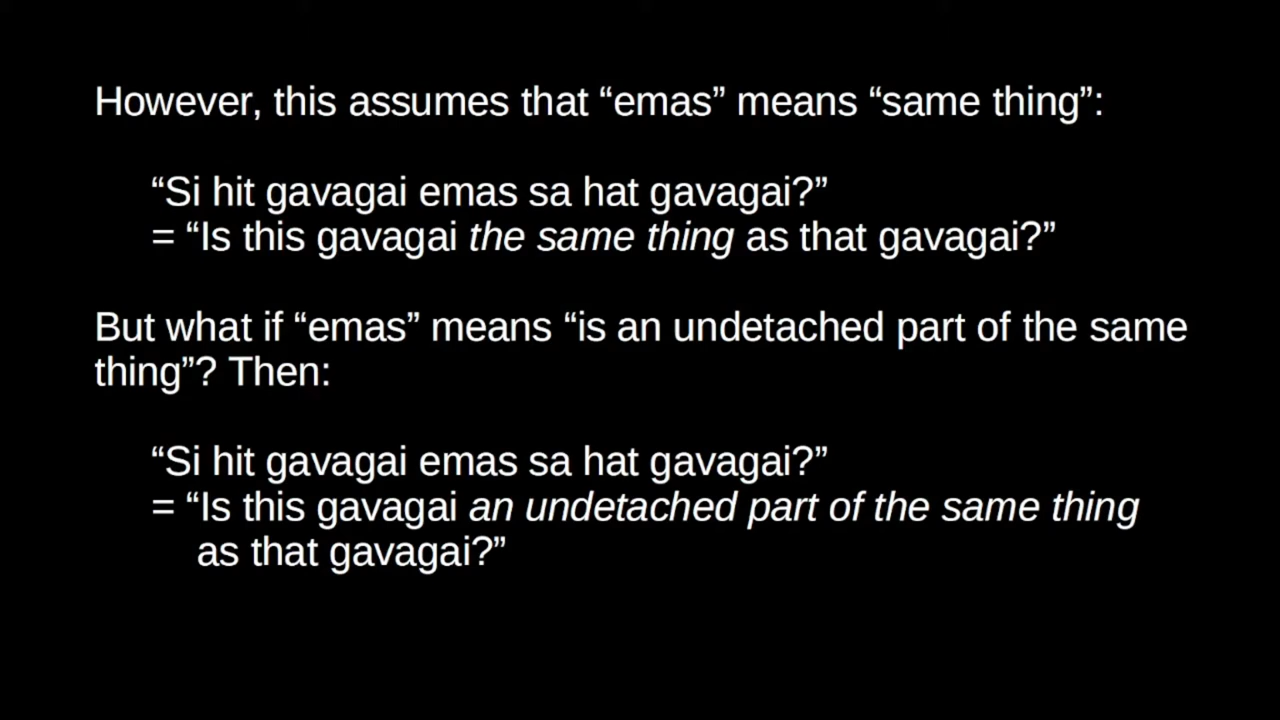 However, this assumes that “emas” means “same thing”:
“Si hit gavagai emas sa hat gavagai?”
= “Is this gavagai the same thing as that gavagai?”
But what if “emas” means “is an undetached part of the same
thing”? Then:
“Si hit gavagai emas sa hat gavagai?”
= “Is this gavagai an undetached part of the same thing
as that gavagai?”